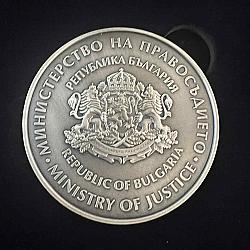 МИНИСТЕРСТВО НА ПРАВОСЪДИЕТО
РЕПУБЛИКА БЪЛГАРИЯ
REPUBLIC OF BULGARIA
MINISTRY OF JUSTICE